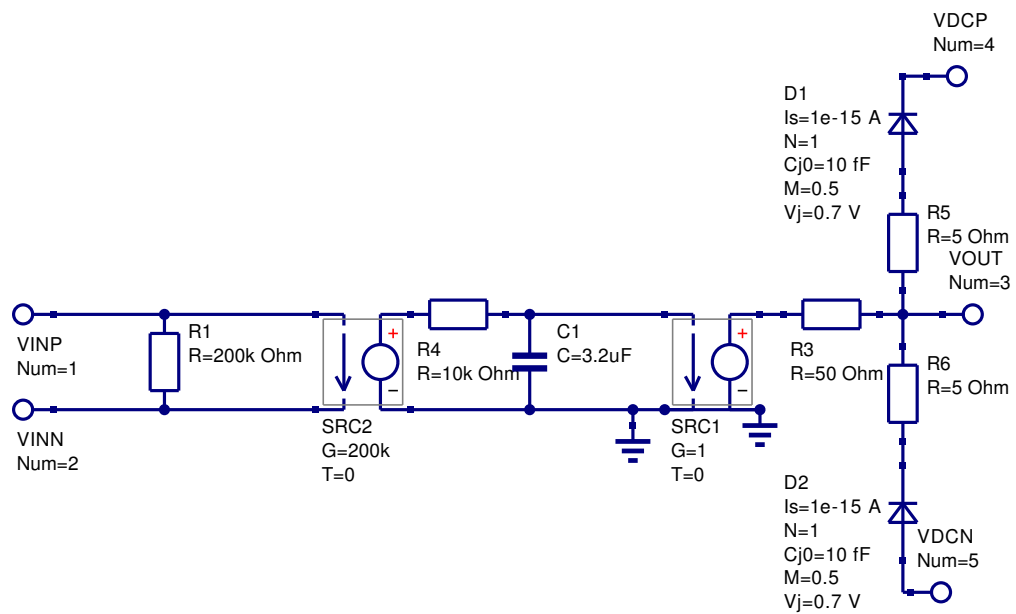 VDCP
Num=4
D1
Is=1e-15 A
N=1
Cj0=10 fF
M=0.5
Vj=0.7 V
R5
R=5 Ohm
VOUT
Num=3
VINP
Num=1
R1
R=200k Ohm
+
−
R4
R=10k Ohm
C1
C=3.2uF
+
−
R3
R=50 Ohm
R6
R=5 Ohm
VINN
Num=2
SRC2
G=200k
T=0
SRC1
G=1
T=0
D2
Is=1e-15 A
N=1
Cj0=10 fF
M=0.5
Vj=0.7 V
VDCN
Num=5